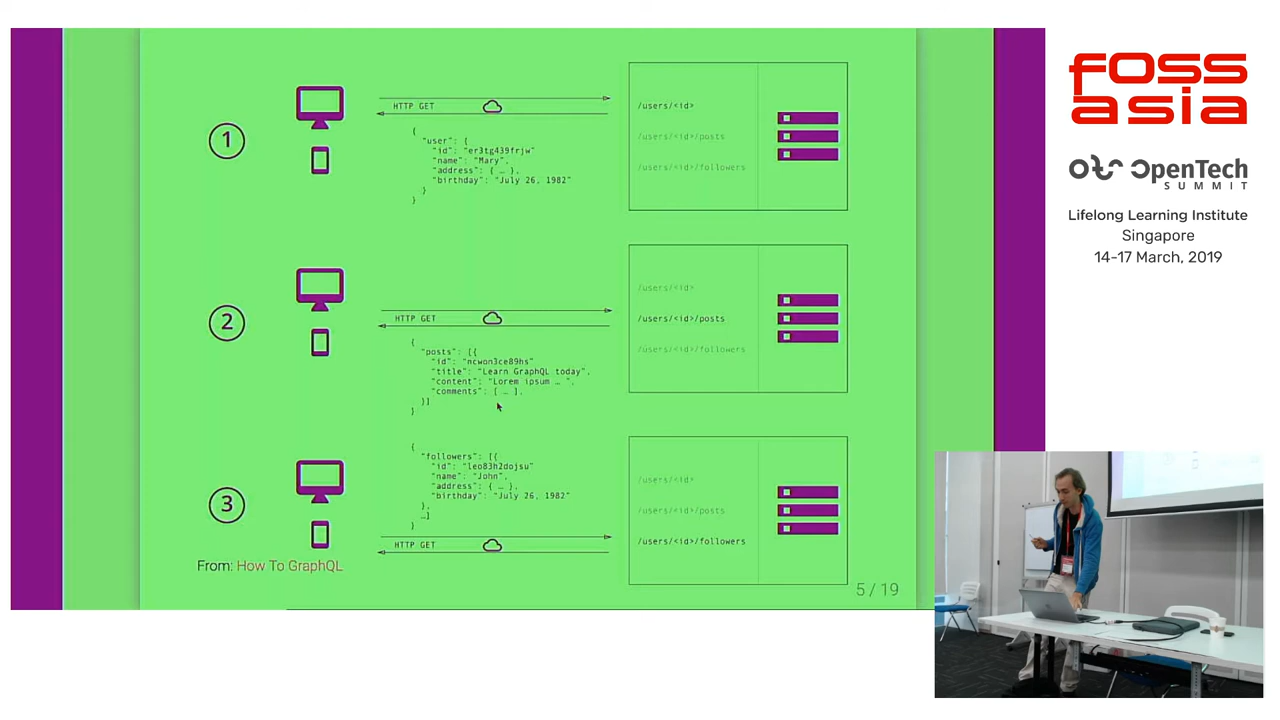 1
HTTP GET
{
"user": {
"id": "er3tg439frjw"
"name": "Mary",
"address": { … },
"birthday": "July 26, 1982"
}
}
/users/<id>
/users/<id>/posts
/users/<id>/followers
2
HTTP GET
{
"posts": [{
"id": "ncwon3ce89hs"
"title": "Learn GraphQL today",
"content": "Lorem ipsum … ",
"comments": [ … ],
}]
}
/users/<id>
/users/<id>/posts
/users/<id>/followers
3
{
"followers": [{
"id": "leo83h2dojsu"
"name": "John",
"address": { … },
"birthday": "July 26, 1982"
},
…]
}
HTTP GET
/users/<id>
/users/<id>/posts
/users/<id>/followers
From: How To GraphQL
5 / 19
foss
asia
OpenTech
SUMMIT
Lifelong Learning Institute
Singapore
14-17 March, 2019